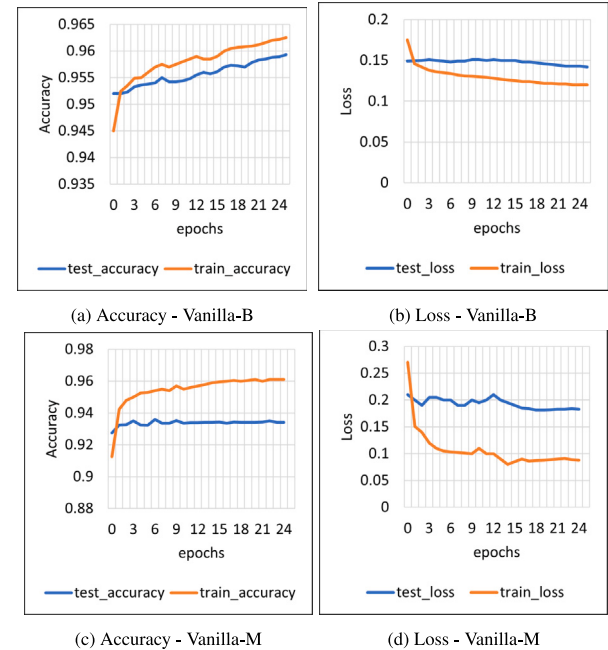 0.965
0.96
0.955
0.95
0.945
0.94
0.935
Accuracy
0 3 6 9 12 15 18 21 24
epochs
test_accuracy train_accuracy
(a) Accuracy - Vanilla-B
0.2
0.15
0.1
0.05
0
Loss
0 3 6 9 12 15 18 21 24
epochs
test_loss train_loss
(b) Loss - Vanilla-B
0.98
0.96
0.94
0.92
0.9
0.88
Accuracy
0 3 6 9 12 15 18 21 24
epochs
test_accuracy train_accuracy
(c) Accuracy - Vanilla-M
0.3
0.25
0.2
0.15
0.1
0.05
0
Loss
0 3 6 9 12 15 18 21 24
epochs
test_loss train_loss
(d) Loss - Vanilla-M